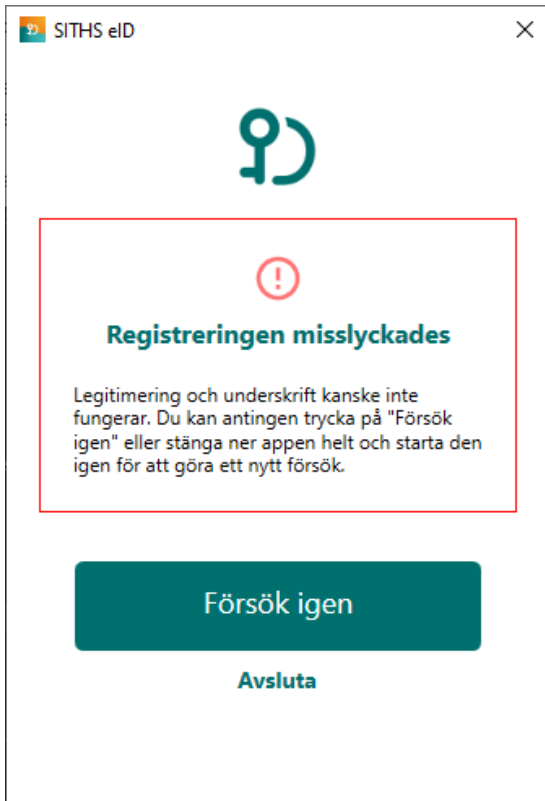 SITHS eID
Registreringen misslyckades
Legitimering och underskrift kanske inte
fungerar. Du kan antingen trycka på "Försök
igen" eller stänga ner appen helt och starta den
igen för att göra ett nytt försök.
Försök igen
Avsluta